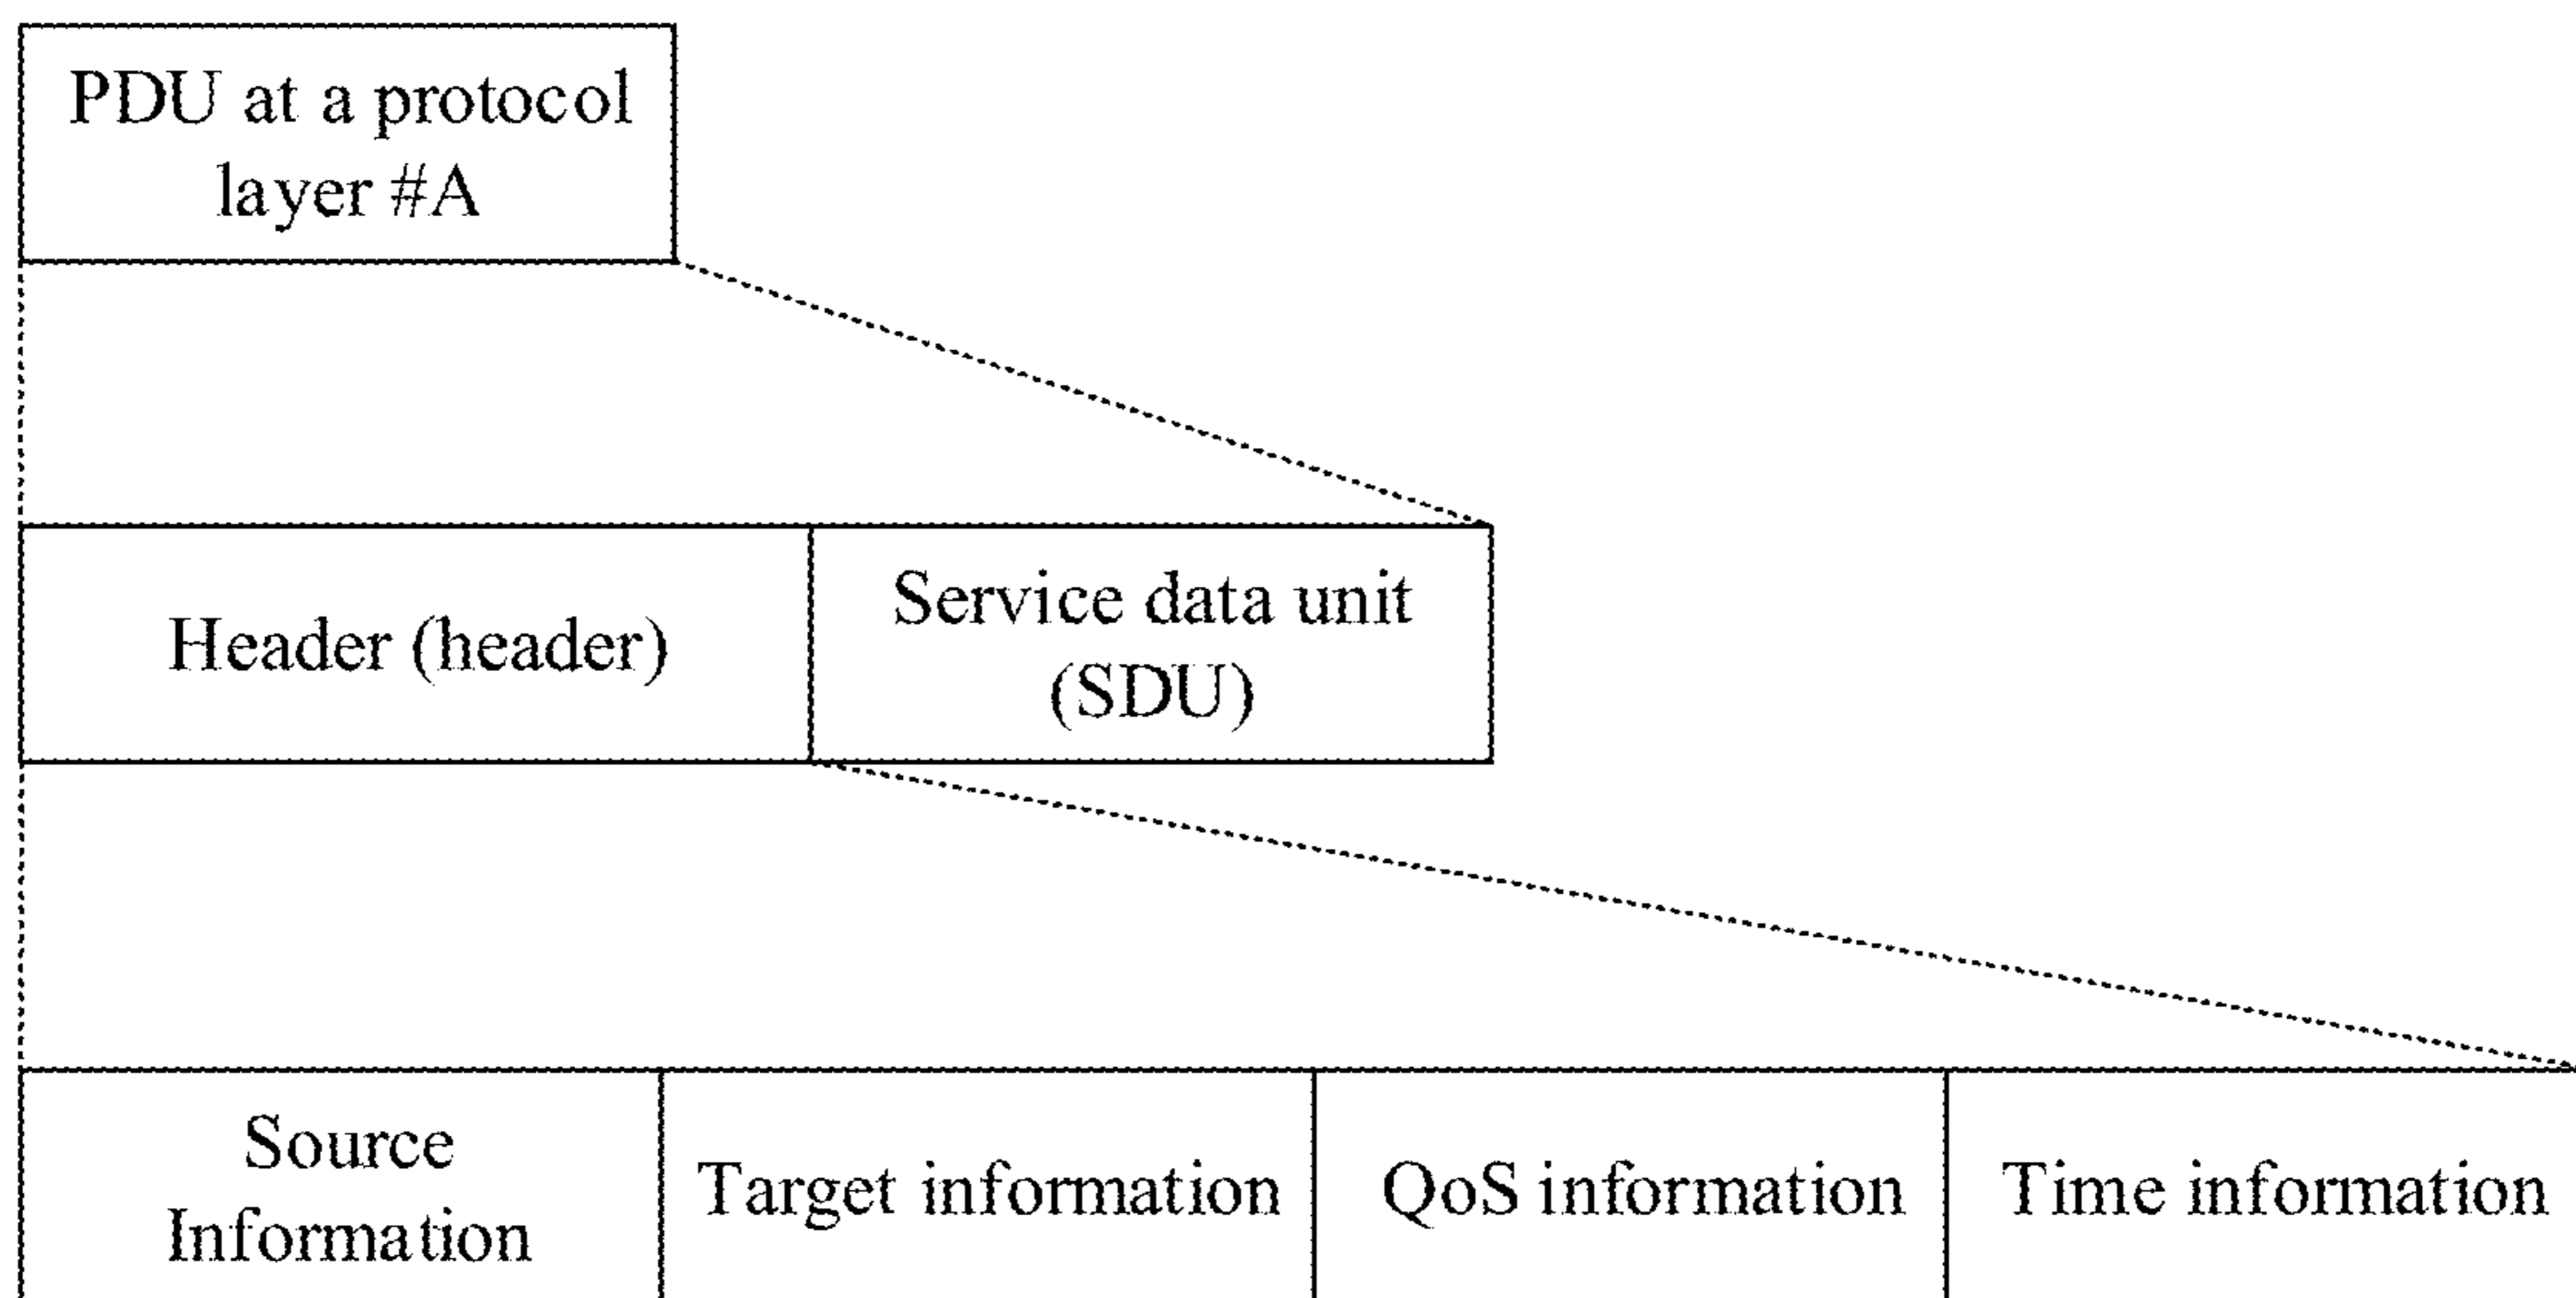 PDU at a protocol
layer #A
Header (header)
Service data unit
(SDU)
Source
Information
Target information
QoS information
Time information